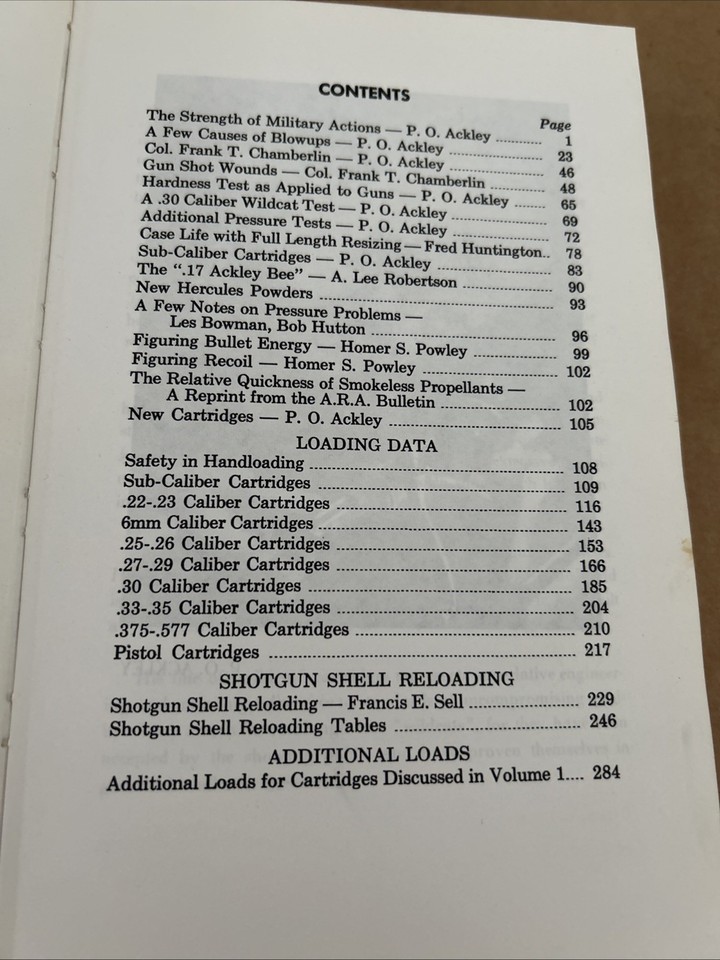 CONTENTS
Page
The Strength of Military Actions — P. O. Ackley ............ 1
A Few Causes of Blowups — P. O. Ackley ............ 23
Col. Frank T. Chamberlin — P. O. Ackley ............ 46
Gun Shot Wounds — Col. Frank T. Chamberlin ............ 48
Hardness Test as Applied to Guns — P. O. Ackley ........ 65
A .30 Caliber Wildcat Test — P. O. Ackley ............ 69
Additional Pressure Tests — P. O. Ackley ............ 72
Case Life with Full Length Resizing — Fred Huntington.. 78
Sub-Caliber Cartridges — P. O. Ackley ............ 83
The “.17 Ackley Bee” — A. Lee Robertson ............ 90
New Hercules Powders ............ 93
A Few Notes on Pressure Problems —
Les Bowman, Bob Hutton ............ 96
Figuring Bullet Energy — Homer S. Powley ............ 99
Figuring Recoil — Homer S. Powley ............ 102
The Relative Quickness of Smokeless Propellants —
A Reprint from the A.R.A. Bulletin ............ 102
New Cartridges — P. O. Ackley ............ 105
LOADING DATA
Safety in Handloading ............ 108
Sub-Caliber Cartridges ............ 109
.22-.23 Caliber Cartridges ............ 116
6mm Caliber Cartridges ............ 143
.25-.26 Caliber Cartridges ............ 153
.27-.29 Caliber Cartridges ............ 166
.30 Caliber Cartridges ............ 185
.33-.35 Caliber Cartridges ............ 204
.375-.577 Caliber Cartridges ............ 210
Pistol Cartridges ............ 217
SHOTGUN SHELL RELOADING
Shotgun Shell Reloading — Francis E. Sell ............ 229
Shotgun Shell Reloading Tables ............ 246
ADDITIONAL LOADS
Additional Loads for Cartridges Discussed in Volume 1.... 284